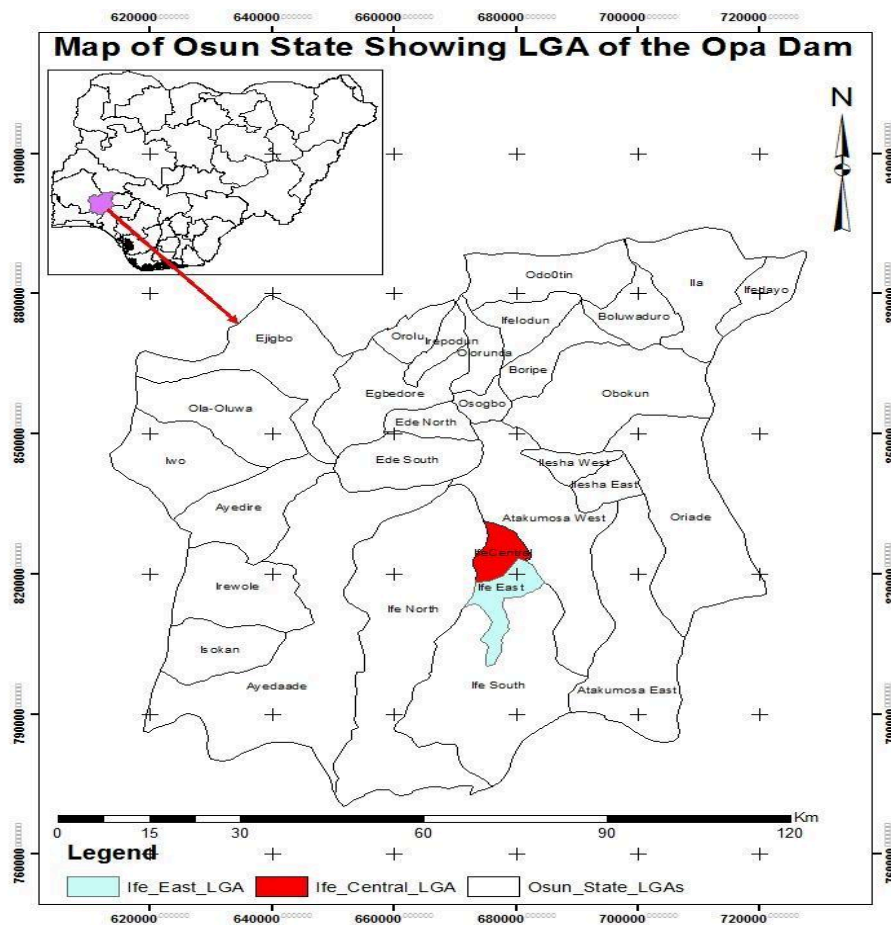 620000 640000 660000 680000 700000 720000
Map of Osun State Showing LGA of the Opa Dam
N
910000
880000
850000
820000
790000
760000
Odo0tin
Ila
Ifedayo
Ejigbo
Orolu
Irepodun
Ifelodun
Boluwaduro
Olorunda
Boripe
Egbedore
Obokun
Osogbo
Ola-Oluwa
Ede North
Iwo
Ede South
Ilesha West
Ilesha East
Ayedire
Atakumosa West
Oriade
IfeCentral
Irewole
Ife East
Ife North
Isokan
Ayedaade
Ife South
Atakumosa East
0 15 30 60 90 120
Km
Legend
Ife_East_LGA Ife_Central_LGA Osun_State_LGAs
620000 640000 660000 680000 700000 720000